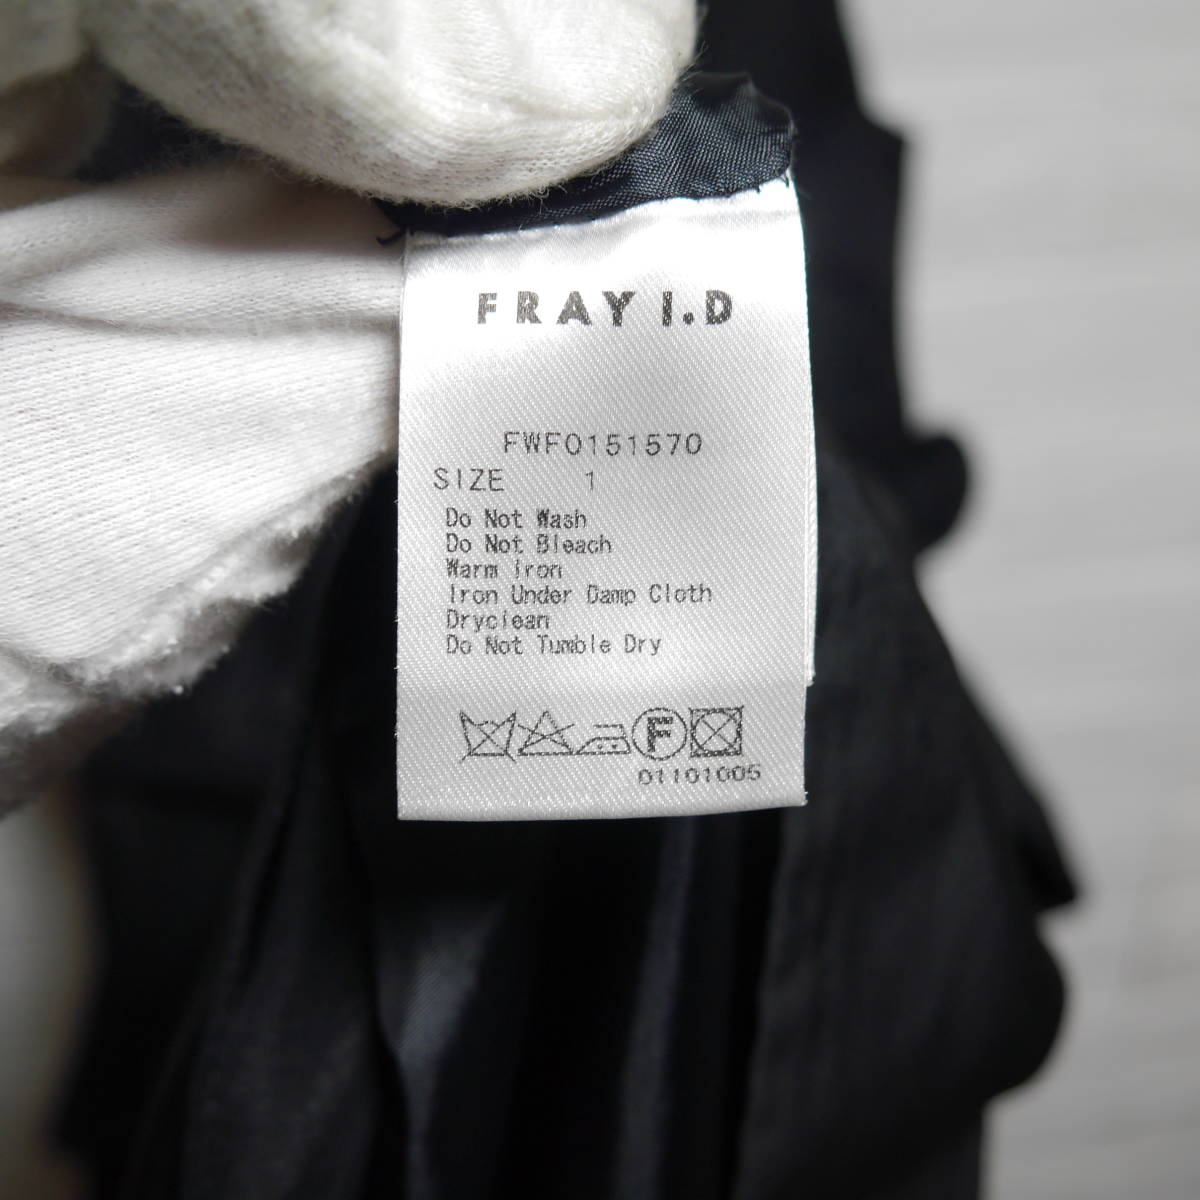 FRAY I.D
FWF0151570
SIZE 1
Do Not Wash
Do Not Bleach
Warm Iron
Iron Under Damp Cloth
Dryclean
Do Not Tumble Dry
F
01101005